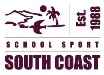 Est. 1988
SCHOOL SPORT
SOUTH COAST